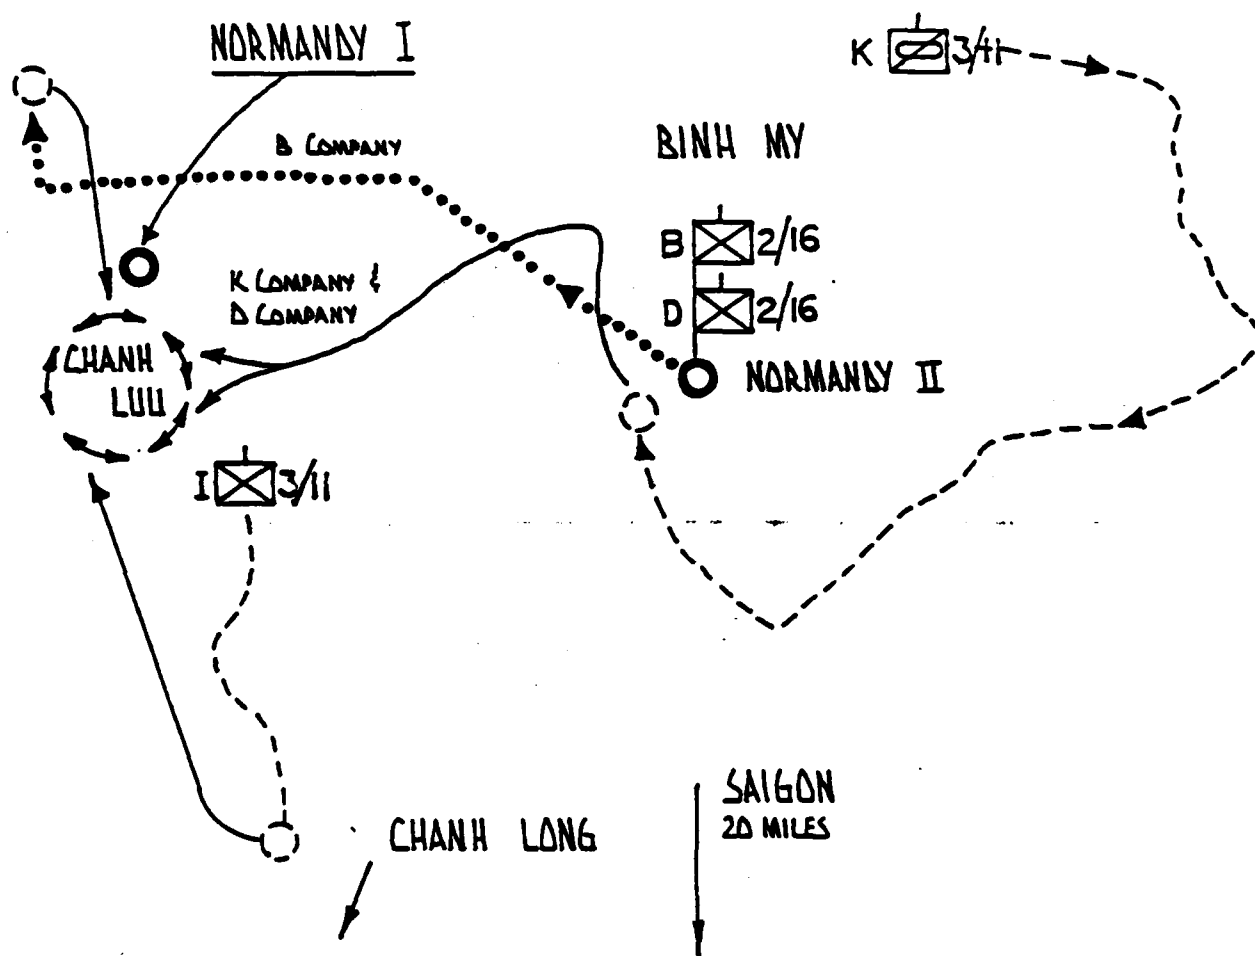 NORMANDY I
K 3/11
B COMPANY
BINH MY
B 2/16
K COMPANY &
D COMPANY
D 2/16
CHANH
LUU
NORMANDY II
I 3/11
SAIGON
20 MILES
CHANH LONG